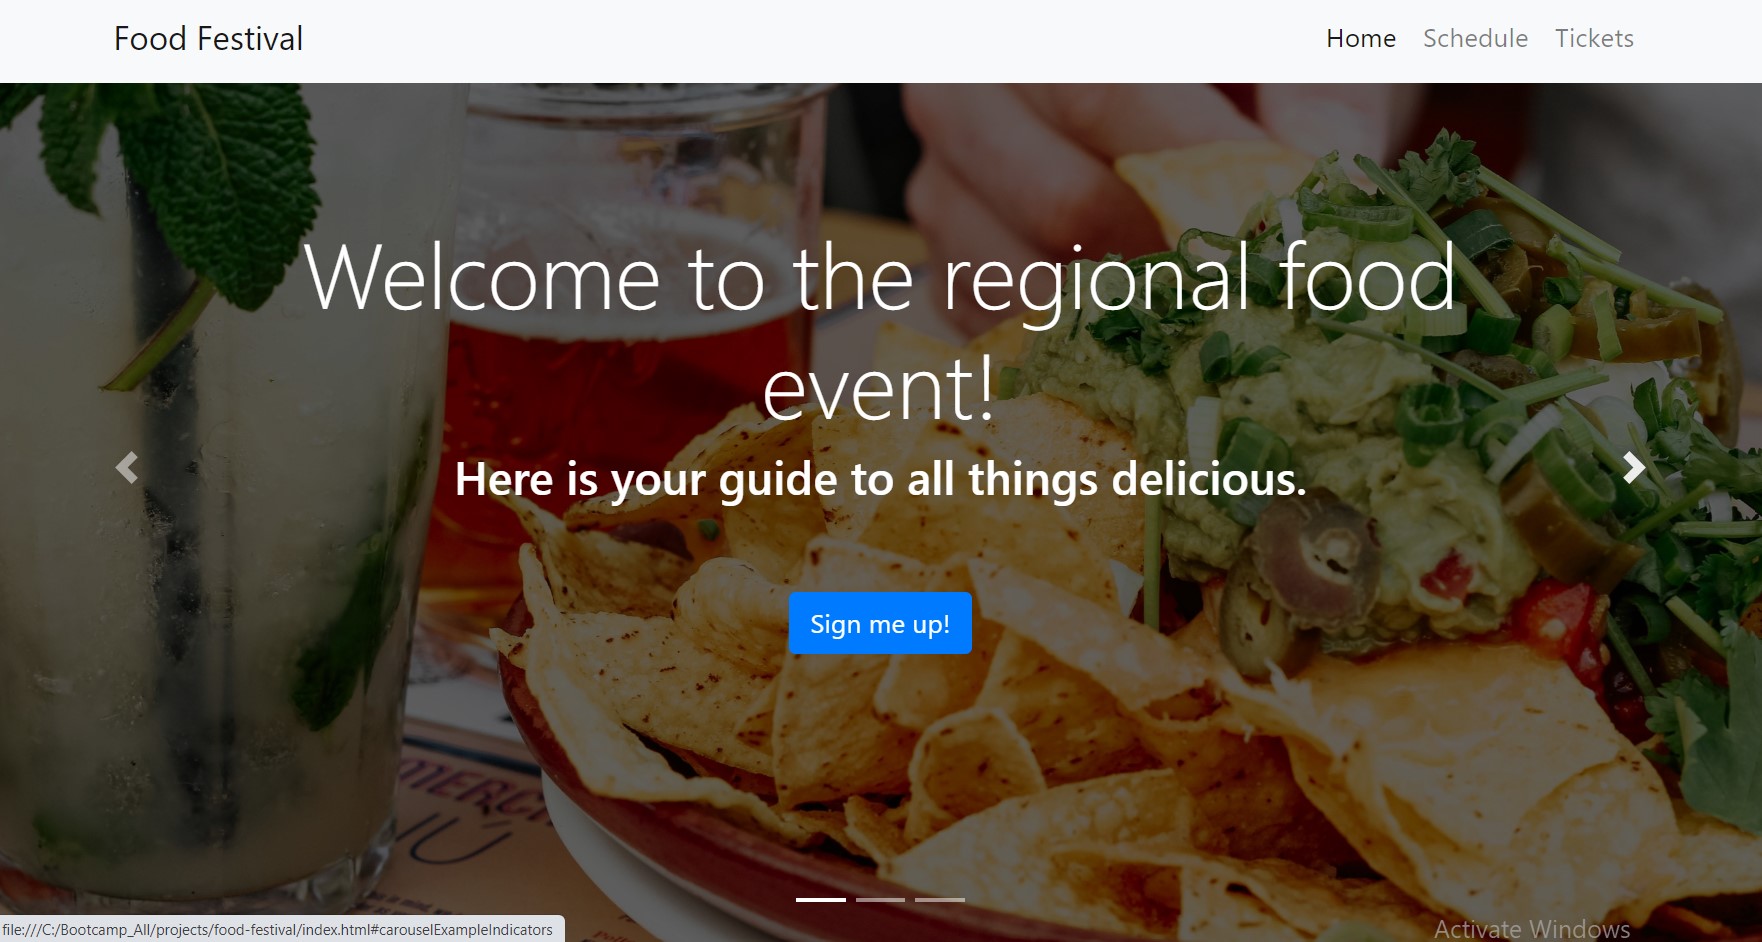 Food Festival
Home Schedule Tickets
Welcome to the regional food
event!
Here is your guide to all things delicious.
Sign me up!
file:///C:/Bootcamp_All/projects/food-festival/index.html#carouselExampleIndicators
Activate Windows